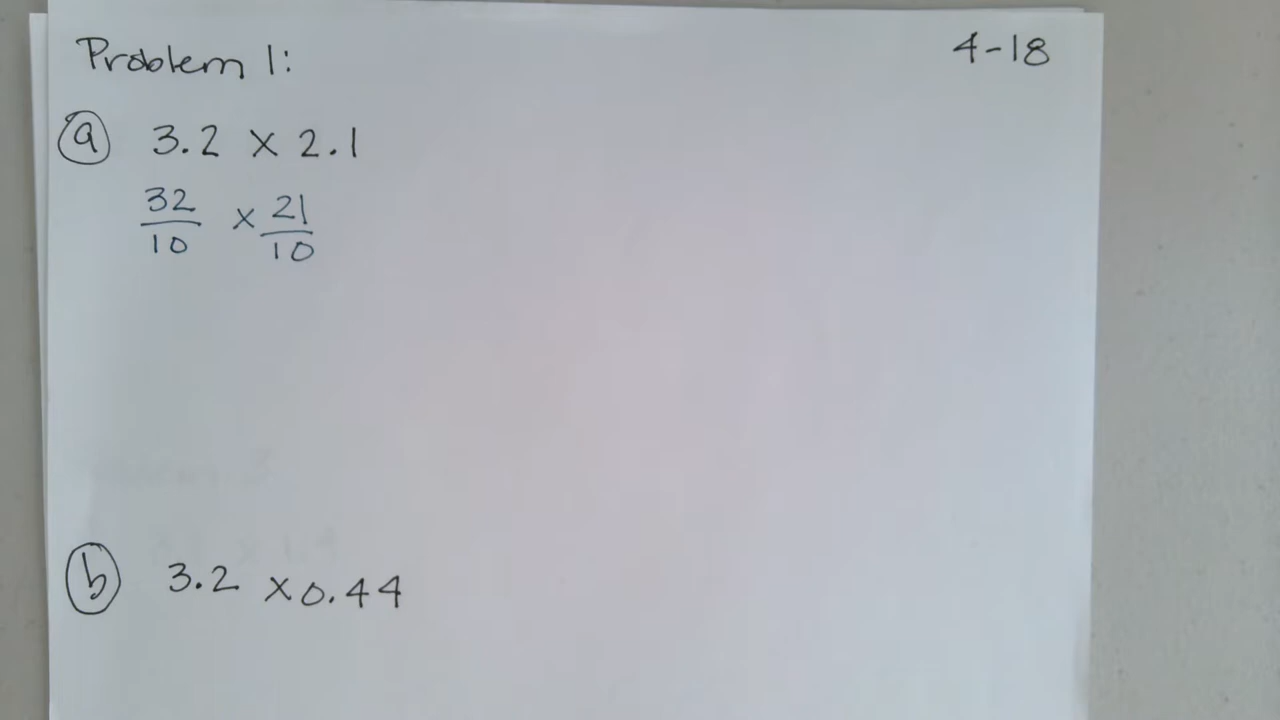 Problem 1:
4-18
a 3.2 x 2.1
32/10 x 21/10
b 3.2 x 0.44